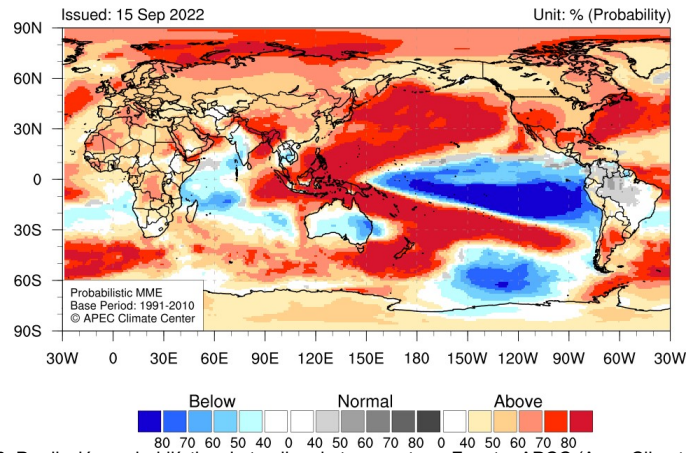 Issued: 15 Sep 2022 Unit: % (Probability)
90N
60N
30N
0
30S
60S
90S
Probabilistic MME
Base Period: 1991-2010
© APEC Climate Center
30W 0 30E 60E 90E 120E 150E 180 150W 120W 90W 60W 30W
Below Normal Above
80 70 60 50 40 0 40 50 60 70 80 0 40 50 60 70 80